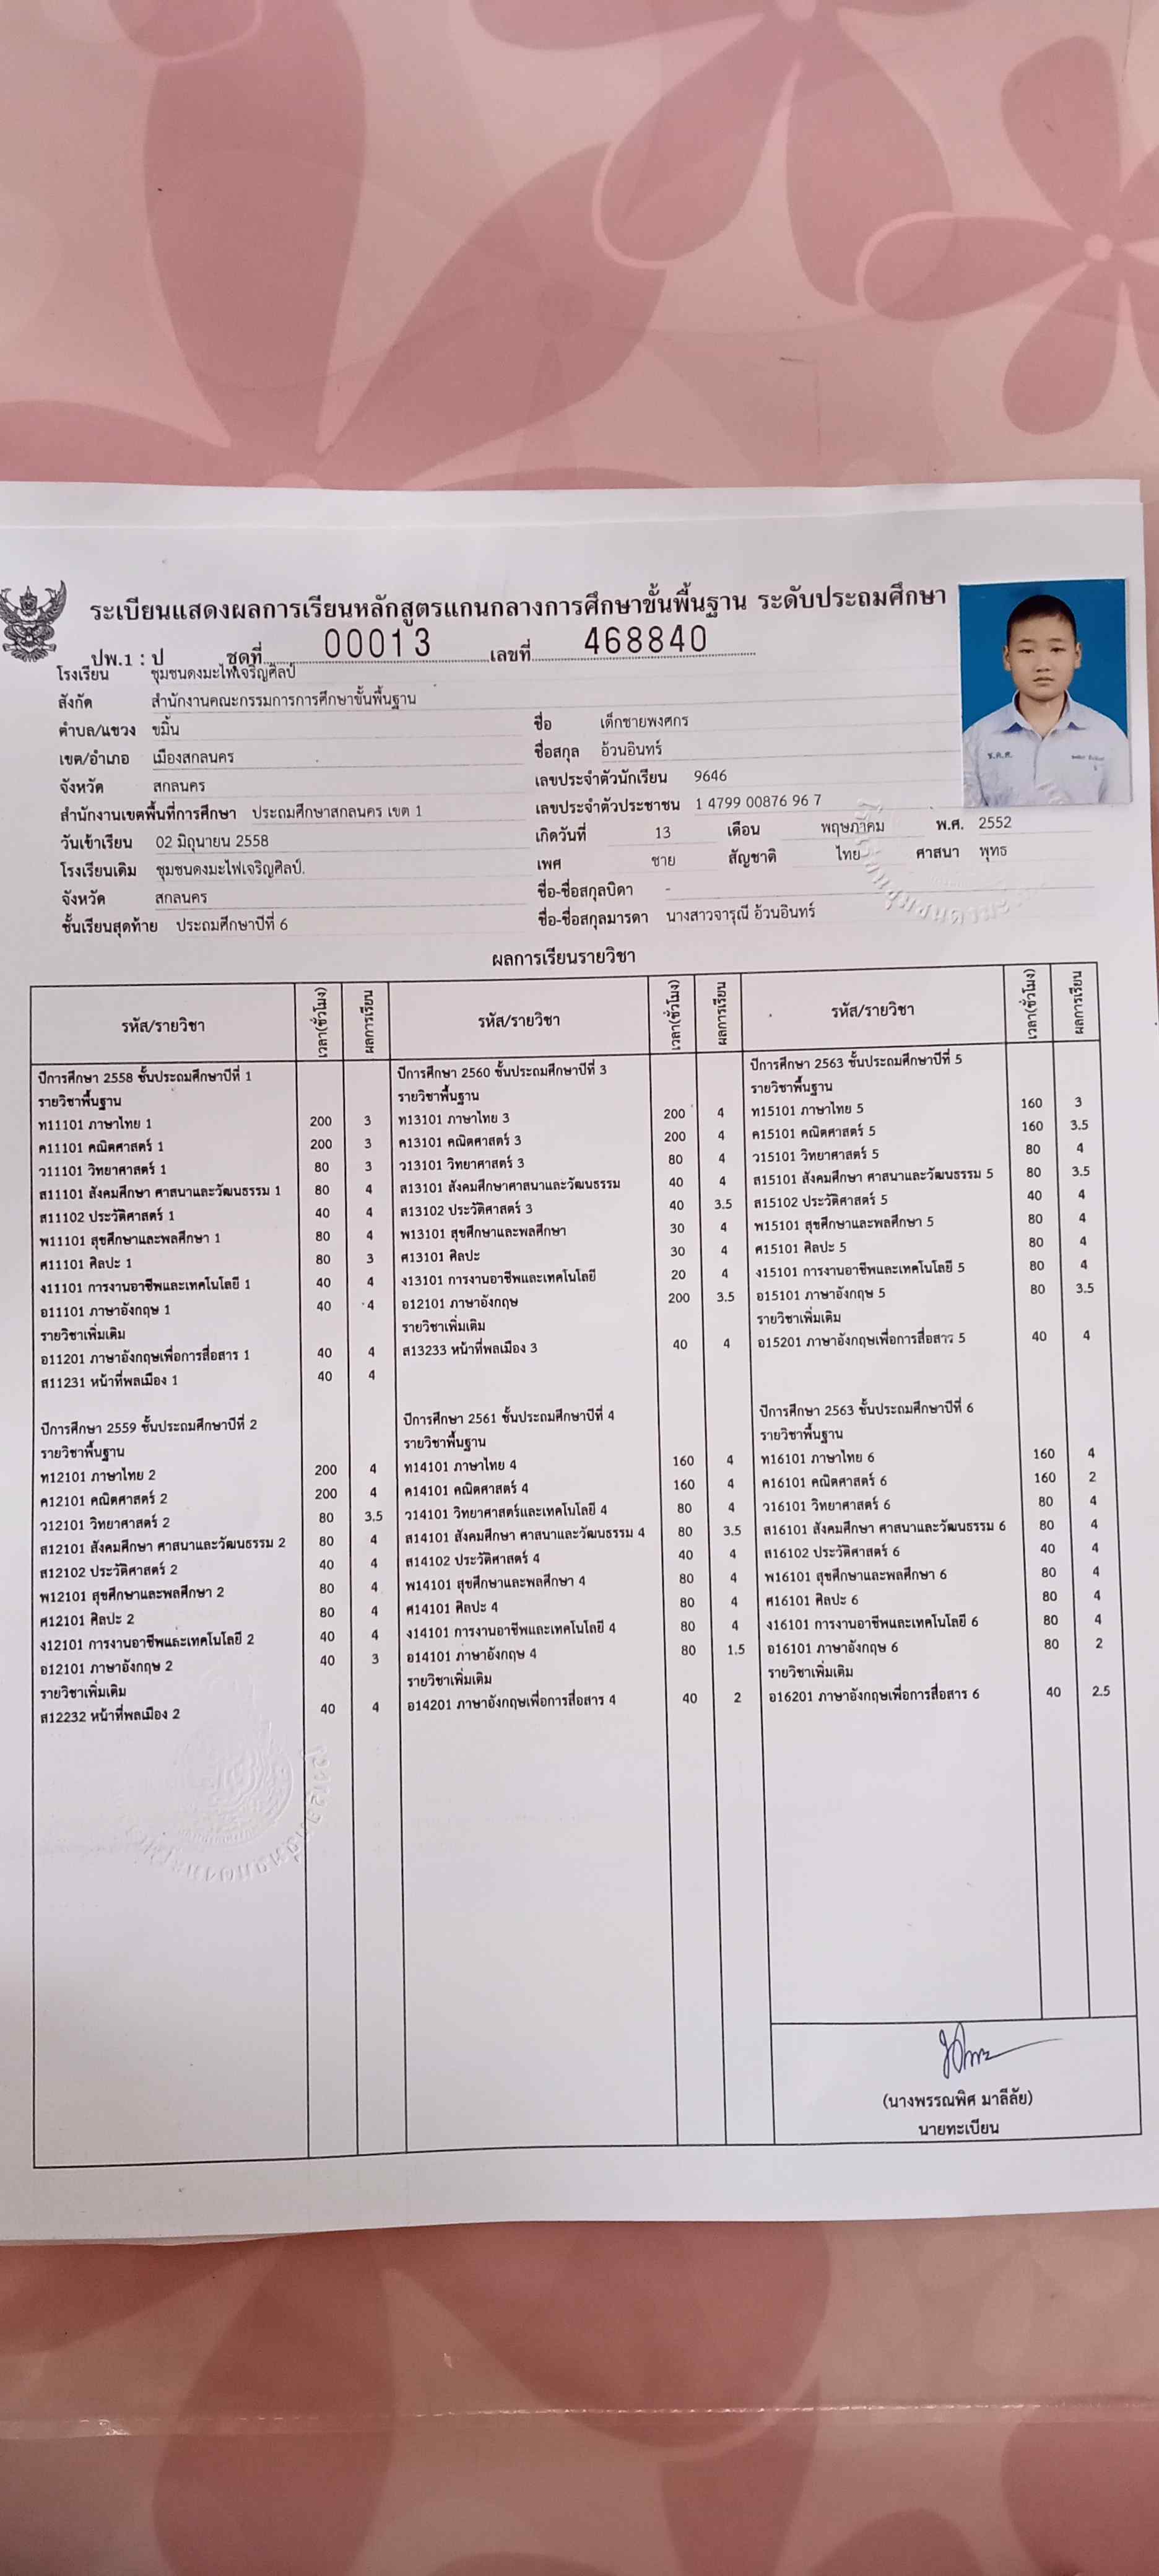 ระเบียนแสดงผลการเรียนหลักสูตรแกนกลางการศึกษาขั้นพื้นฐาน ระดับประถมศึกษา
ปพ.1 : ป ชุดที่ 00013 เลขที่ 468840
โรงเรียน ชุมชนดงมะไฟเจริญศิลป์
สังกัด สำนักงานคณะกรรมการการศึกษาขั้นพื้นฐาน
ตำบล/แขวง ขมิ้น
เขต/อำเภอ เมืองสกลนคร
จังหวัด สกลนคร
สำนักงานเขตพื้นที่การศึกษา ประถมศึกษาสกลนคร เขต 1
วันเข้าเรียน 02 มิถุนายน 2558
โรงเรียนเดิม ชุมชนดงมะไฟเจริญศิลป์.
จังหวัด สกลนคร
ชั้นเรียนสุดท้าย ประถมศึกษาปีที่ 6
ชื่อ เด็กชายพงศกร
ชื่อสกุล อ้วนอินทร์
เลขประจำตัวนักเรียน 9646
เลขประจำตัวประชาชน 1 4799 00876 96 7
เกิดวันที่ 13 เดือน พฤษภาคม พ.ศ. 2552
เพศ ชาย สัญชาติ ไทย ศาสนา พุทธ
ชื่อ-ชื่อสกุลบิดา -
ชื่อ-ชื่อสกุลมารดา นางสาวจารุณี อ้วนอินทร์
ช.ด.ศ.
ผลการเรียนรายวิชา
รหัส/รายวิชา เวลา(ชั่วโมง) ผลการเรียน
ปีการศึกษา 2558 ชั้นประถมศึกษาปีที่ 1
รายวิชาพื้นฐาน
ท11101 ภาษาไทย 1 200 3
ค11101 คณิตศาสตร์ 1 200 3
ว11101 วิทยาศาสตร์ 1 80 3
ส11101 สังคมศึกษา ศาสนาและวัฒนธรรม 1 80 4
ส11102 ประวัติศาสตร์ 1 40 4
พ11101 สุขศึกษาและพลศึกษา 1 80 4
ศ11101 ศิลปะ 1 80 3
ง11101 การงานอาชีพและเทคโนโลยี 1 40 4
อ11101 ภาษาอังกฤษ 1 40 4
รายวิชาเพิ่มเติม
อ11201 ภาษาอังกฤษเพื่อการสื่อสาร 1 40 4
ส11231 หน้าที่พลเมือง 1 40 4
ปีการศึกษา 2559 ชั้นประถมศึกษาปีที่ 2
รายวิชาพื้นฐาน
ท12101 ภาษาไทย 2 200 4
ค12101 คณิตศาสตร์ 2 200 4
ว12101 วิทยาศาสตร์ 2 80 3.5
ส12101 สังคมศึกษา ศาสนาและวัฒนธรรม 2 80 4
ส12102 ประวัติศาสตร์ 2 40 4
พ12101 สุขศึกษาและพลศึกษา 2 80 4
ศ12101 ศิลปะ 2 80 4
ง12101 การงานอาชีพและเทคโนโลยี 2 40 4
อ12101 ภาษาอังกฤษ 2 40 3
รายวิชาเพิ่มเติม
ส12232 หน้าที่พลเมือง 2 40 4
รหัส/รายวิชา เวลา(ชั่วโมง) ผลการเรียน
ปีการศึกษา 2560 ชั้นประถมศึกษาปีที่ 3
รายวิชาพื้นฐาน
ท13101 ภาษาไทย 3 200 4
ค13101 คณิตศาสตร์ 3 200 4
ว13101 วิทยาศาสตร์ 3 80 4
ส13101 สังคมศึกษาศาสนาและวัฒนธรรม 40 4
ส13102 ประวัติศาสตร์ 3 40 3.5
พ13101 สุขศึกษาและพลศึกษา 30 4
ศ13101 ศิลปะ 30 4
ง13101 การงานอาชีพและเทคโนโลยี 20 4
อ12101 ภาษาอังกฤษ 200 3.5
รายวิชาเพิ่มเติม
ส13233 หน้าที่พลเมือง 3 40 4
ปีการศึกษา 2561 ชั้นประถมศึกษาปีที่ 4
รายวิชาพื้นฐาน
ท14101 ภาษาไทย 4 160 4
ค14101 คณิตศาสตร์ 4 160 4
ว14101 วิทยาศาสตร์และเทคโนโลยี 4 80 4
ส14101 สังคมศึกษา ศาสนาและวัฒนธรรม 4 80 3.5
ส14102 ประวัติศาสตร์ 4 40 4
พ14101 สุขศึกษาและพลศึกษา 4 80 4
ศ14101 ศิลปะ 4 80 4
ง14101 การงานอาชีพและเทคโนโลยี 4 80 4
อ14101 ภาษาอังกฤษ 4 80 1.5
รายวิชาเพิ่มเติม
อ14201 ภาษาอังกฤษเพื่อการสื่อสาร 4 40 2
รหัส/รายวิชา เวลา(ชั่วโมง) ผลการเรียน
ปีการศึกษา 2563 ชั้นประถมศึกษาปีที่ 5
รายวิชาพื้นฐาน
ท15101 ภาษาไทย 5 160 3
ค15101 คณิตศาสตร์ 5 160 3.5
ว15101 วิทยาศาสตร์ 5 80 4
ส15101 สังคมศึกษา ศาสนาและวัฒนธรรม 5 80 3.5
ส15102 ประวัติศาสตร์ 5 40 4
พ15101 สุขศึกษาและพลศึกษา 5 80 4
ศ15101 ศิลปะ 5 80 4
ง15101 การงานอาชีพและเทคโนโลยี 5 80 4
อ15101 ภาษาอังกฤษ 5 80 3.5
รายวิชาเพิ่มเติม
อ15201 ภาษาอังกฤษเพื่อการสื่อสาร 5 40 4
ปีการศึกษา 2563 ชั้นประถมศึกษาปีที่ 6
รายวิชาพื้นฐาน
ท16101 ภาษาไทย 6 160 4
ค16101 คณิตศาสตร์ 6 160 2
ว16101 วิทยาศาสตร์ 6 80 4
ส16101 สังคมศึกษา ศาสนาและวัฒนธรรม 6 80 4
ส16102 ประวัติศาสตร์ 6 40 4
พ16101 สุขศึกษาและพลศึกษา 6 80 4
ศ16101 ศิลปะ 6 80 4
ง16101 การงานอาชีพและเทคโนโลยี 6 80 4
อ16101 ภาษาอังกฤษ 6 80 2
รายวิชาเพิ่มเติม
อ16201 ภาษาอังกฤษเพื่อการสื่อสาร 6 40 2.5
(นางพรรณพิศ มาลีลัย)
นายทะเบียน